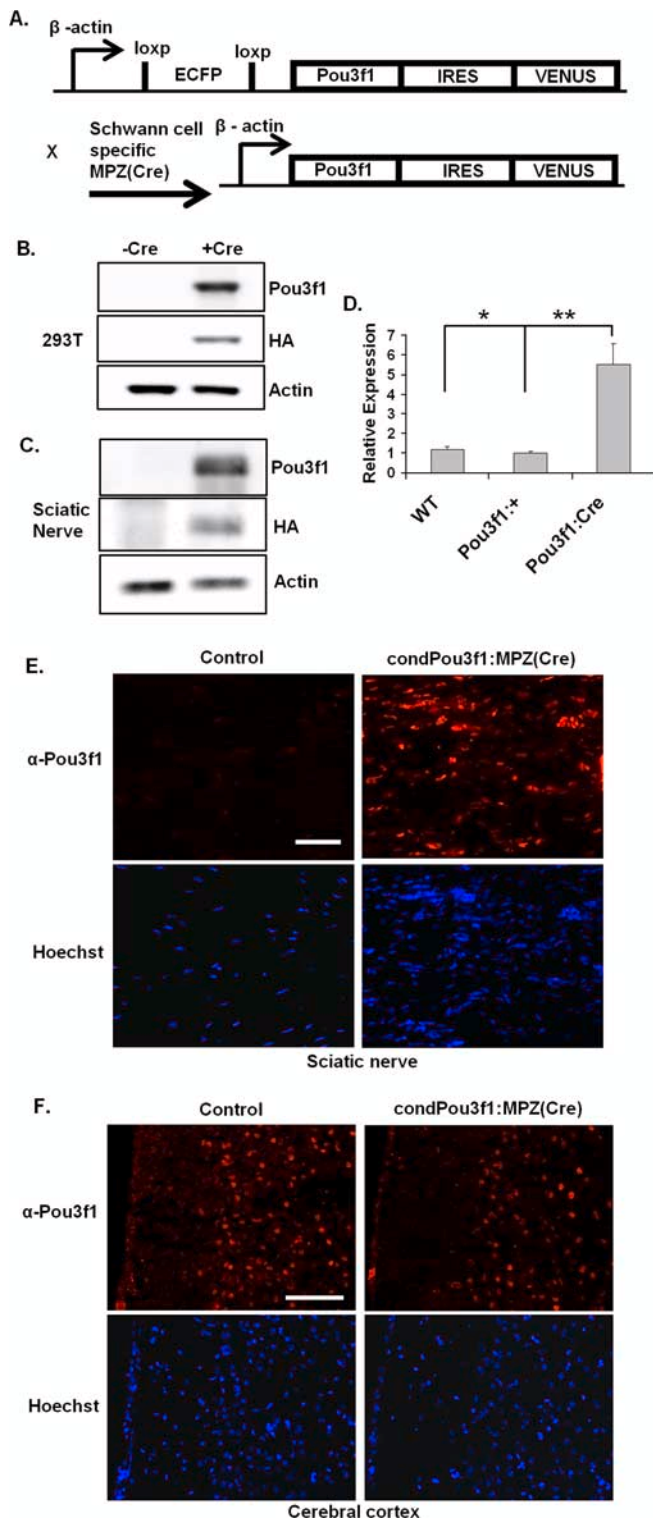 A.
β -actin
loxp
loxp
ECFP
Pou3f1
IRES
VENUS
X
Schwann cell
specific
MPZ(Cre)
β - actin
Pou3f1
IRES
VENUS
B.
-Cre
+Cre
Pou3f1
293T
HA
Actin
C.
Pou3f1
Sciatic
Nerve
HA
Actin
D.
*
**
Relative Expression
7
6
5
4
3
2
1
0
WT
Pou3f1:+
Pou3f1:Cre
E.
Control
condPou3f1:MPZ(Cre)
α-Pou3f1
Hoechst
Sciatic nerve
F.
Control
condPou3f1:MPZ(Cre)
α-Pou3f1
Hoechst
Cerebral cortex